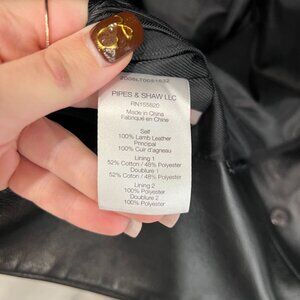 PIPES & SHAW LLC
RN155820
Made in China
Fabriqué en Chine
Self
100% Lamb Leather
Principal
100% Cuir d'agneau
Lining 1
52% Cotton / 48% Polyester
Doublure 1
52% Cotton / 48% Polyester
Lining 2
100% Polyester
Doublure 2
100% Polyester